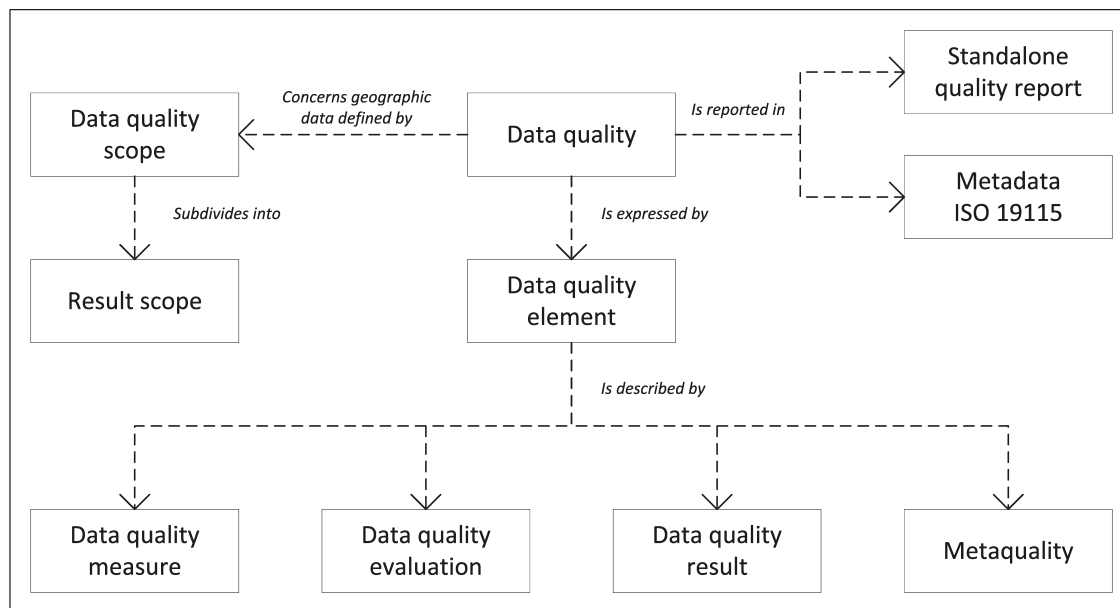 Standalone
quality report
Concerns geographic
data defined by
Data quality
scope
Data quality
Is reported in
Metadata
ISO 19115
Subdivides into
Is expressed by
Result scope
Data quality
element
Is described by
Data quality
measure
Data quality
evaluation
Data quality
result
Metaquality